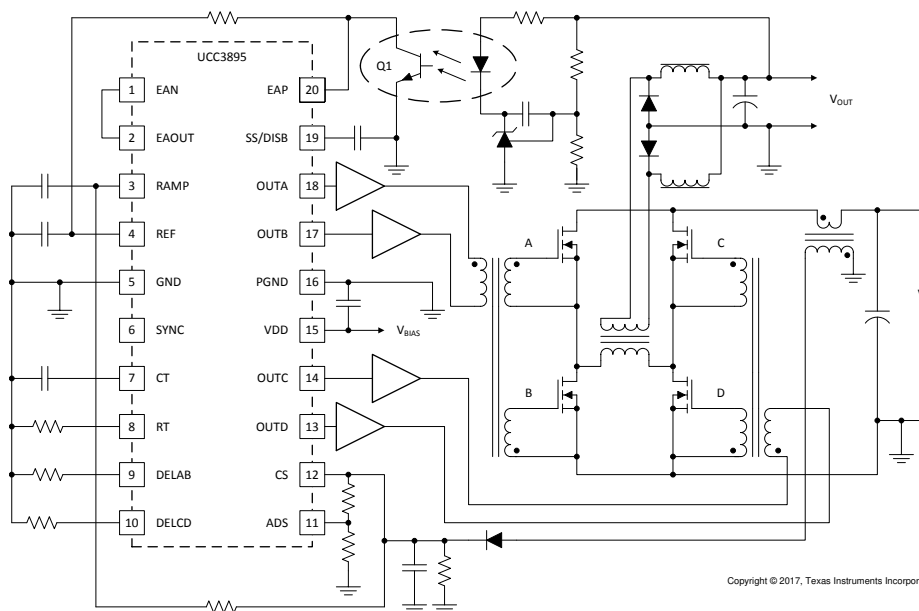 UCC3895
Q1
1 EAN
EAP 20
2 EAOUT
SS/DISB 19
3 RAMP
OUTA 18
4 REF
OUTB 17
5 GND
PGND 16
6 SYNC
VDD 15
7 CT
OUTC 14
8 RT
OUTD 13
9 DELAB
CS 12
10 DELCD
ADS 11
VBIAS
VOUT
A
C
B
D
Copyright © 2017, Texas Instruments Incorpor